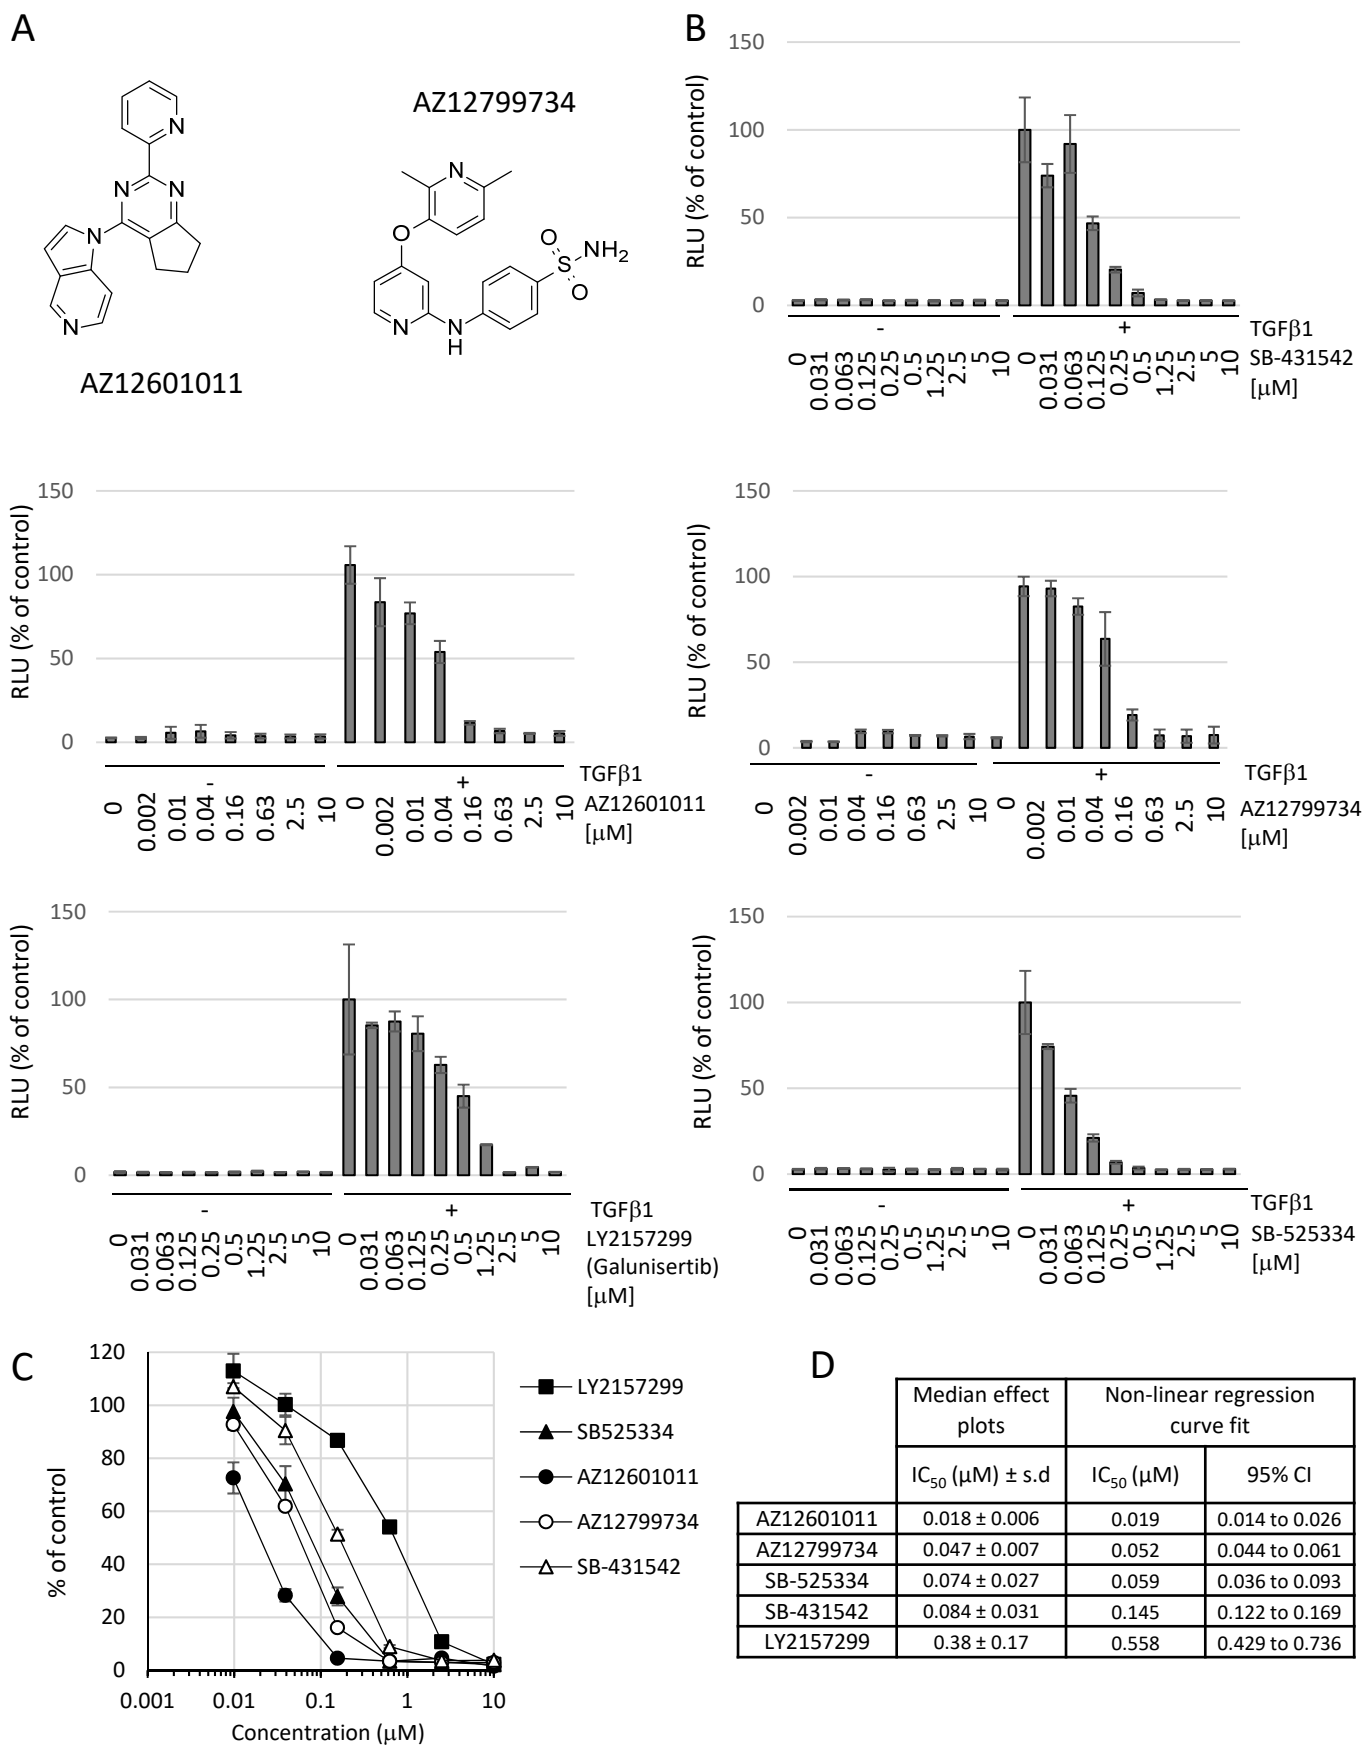 A
AZ12799734
N
N
N
N
N
N
AZ12601011
N
O
N
N
H
S
O
O
NH2
B
150
100
50
0
RLU (% of control)
- +
TGFβ1
0 0.031 0.063 0.125 0.25 0.5 1.25 2.5 5 10 0 0.031 0.063 0.125 0.25 0.5 1.25 2.5 5 10
SB-431542
[μM]
150
100
50
0
RLU (% of control)
- +
TGFβ1
0 0.002 0.01 0.04 0.16 0.63 2.5 10 0 0.002 0.01 0.04 0.16 0.63 2.5 10
AZ12601011
[μM]
150
100
50
0
RLU (% of control)
- +
TGFβ1
0 0.002 0.01 0.04 0.16 0.63 2.5 10 0 0.002 0.01 0.04 0.16 0.63 2.5 10
AZ12799734
[μM]
150
100
50
0
RLU (% of control)
- +
TGFβ1
0 0.031 0.063 0.125 0.25 0.5 1.25 2.5 5 10 0 0.031 0.063 0.125 0.25 0.5 1.25 2.5 5 10
LY2157299
(Galunisertib)
[μM]
150
100
50
0
RLU (% of control)
- +
TGFβ1
0 0.031 0.063 0.125 0.25 0.5 1.25 2.5 5 10 0 0.031 0.063 0.125 0.25 0.5 1.25 2.5 5 10
SB-525334
[μM]
C
120
100
80
60
40
20
0
% of control
0.001 0.01 0.1 1 10
Concentration (μM)
LY2157299
SB525334
AZ12601011
AZ12799734
SB-431542
D
Median effect plots Non-linear regression curve fit
IC50 (μM) ± s.d IC50 (μM) 95% CI
AZ12601011 0.018 ± 0.006 0.019 0.014 to 0.026
AZ12799734 0.047 ± 0.007 0.052 0.044 to 0.061
SB-525334 0.074 ± 0.027 0.059 0.036 to 0.093
SB-431542 0.084 ± 0.031 0.145 0.122 to 0.169
LY2157299 0.38 ± 0.17 0.558 0.429 to 0.736